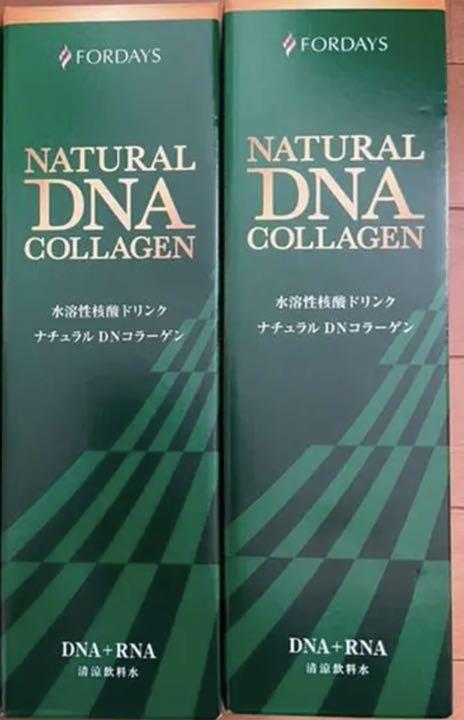 FORDAYS
NATURAL
DNA
COLLAGEN
水溶性核酸ドリンク
ナチュラル DNコラーゲン
DNA+RNA
清涼飲料水
FORDAYS
NATURAL
DNA
COLLAGEN
水溶性核酸ドリンク
ナチュラル DNコラーゲン
DNA+RNA
清涼飲料水